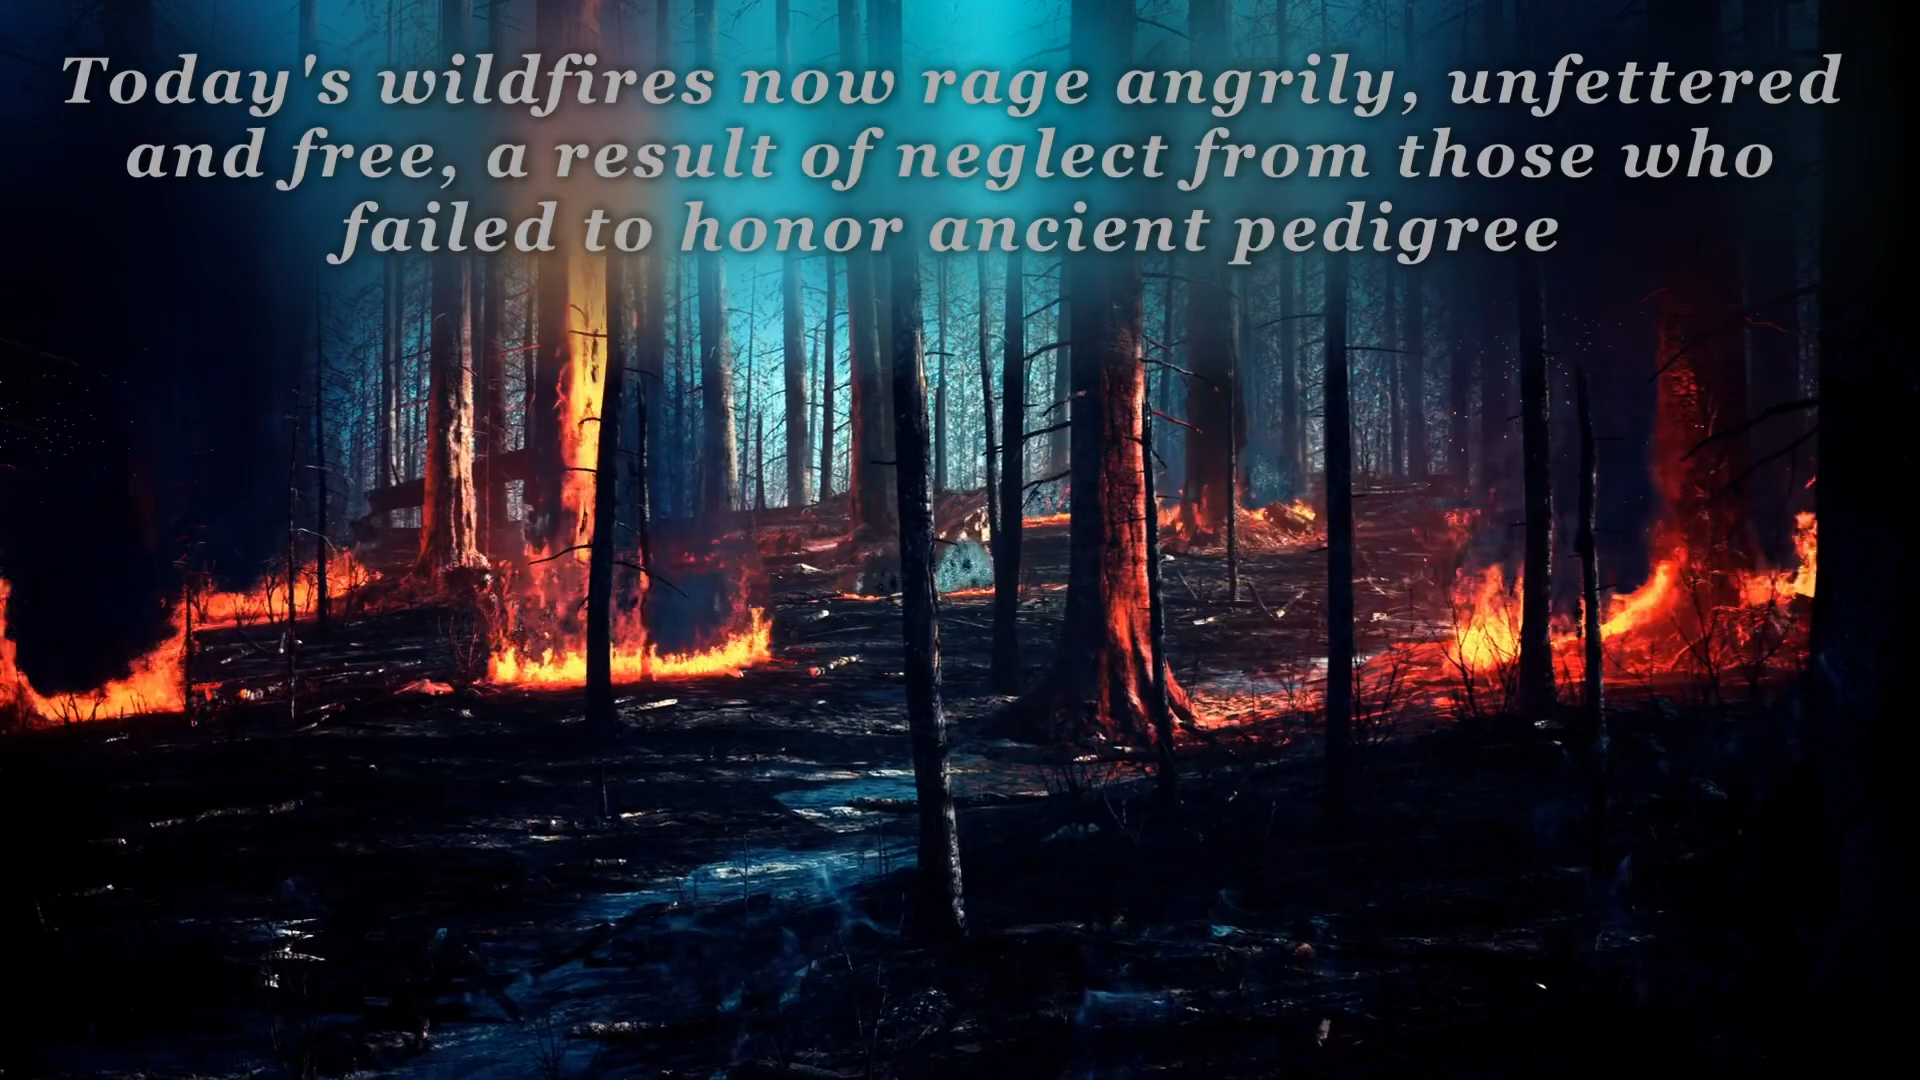 Today's wildfires now rage angrily, unfettered
and free, a result of neglect from those who
failed to honor ancient pedigree